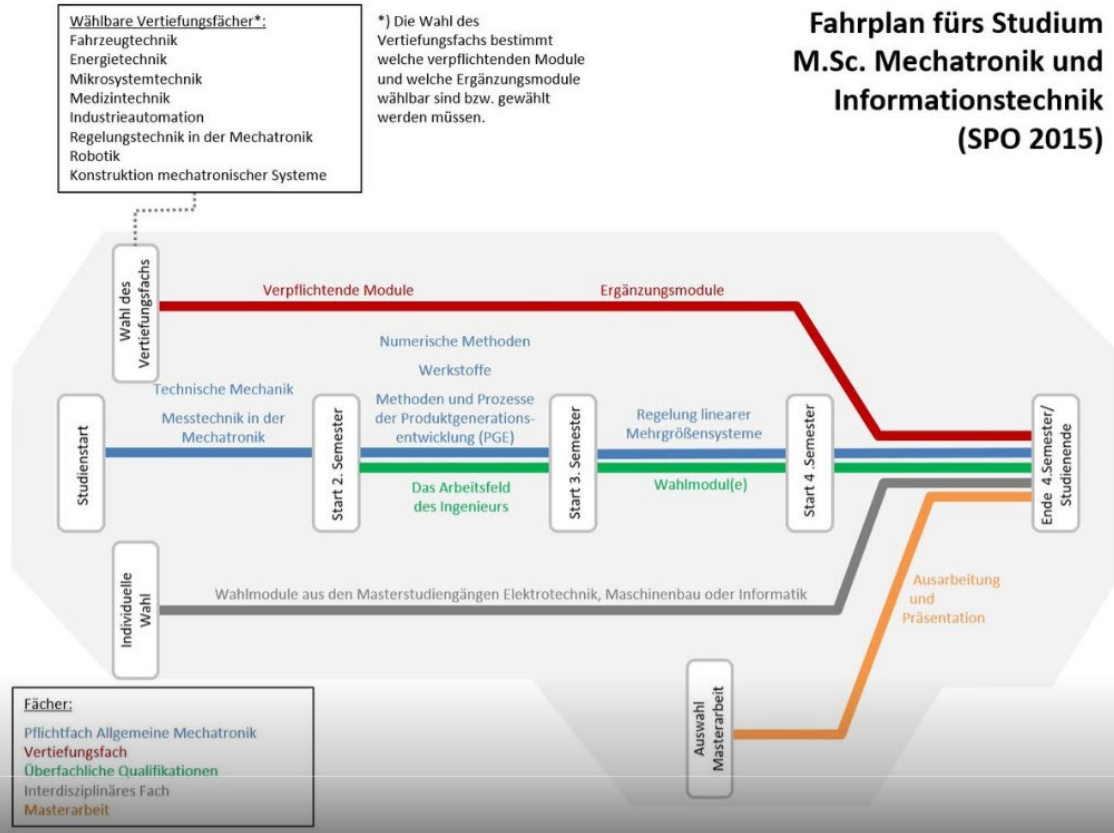 Wählbare Vertiefungsfächer*:
Fahrzeugtechnik
Energietechnik
Mikrosystemtechnik
Medizintechnik
Industrieautomation
Regelungstechnik in der Mechatronik
Robotik
Konstruktion mechatronischer Systeme
*) Die Wahl des
Vertiefungsfachs bestimmt
welche verpflichtenden Module
und welche Ergänzungsmodule
wählbar sind bzw. gewählt
werden müssen.
Fahrplan fürs Studium
M.Sc. Mechatronik und
Informationstechnik
(SPO 2015)
Wahl des
Vertiefungsfachs
Verpflichtende Module
Ergänzungsmodule
Studienstart
Technische Mechanik
Messtechnik in der
Mechatronik
Start 2. Semester
Numerische Methoden
Werkstoffe
Methoden und Prozesse
der Produktgenerations-
entwicklung (PGE)
Das Arbeitsfeld
des Ingenieurs
Start 3. Semester
Regelung linearer
Mehrgrößensysteme
Wahlmodul(e)
Start 4 .Semester
Ende 4.Semester/
Studienende
Individuelle
Wahl
Wahlmodule aus den Masterstudiengängen Elektrotechnik, Maschinenbau oder Informatik
Ausarbeitung
und
Präsentation
Auswahl
Masterarbeit
Fächer:
Pflichtfach Allgemeine Mechatronik
Vertiefungsfach
Überfachliche Qualifikationen
Interdisziplinäres Fach
Masterarbeit